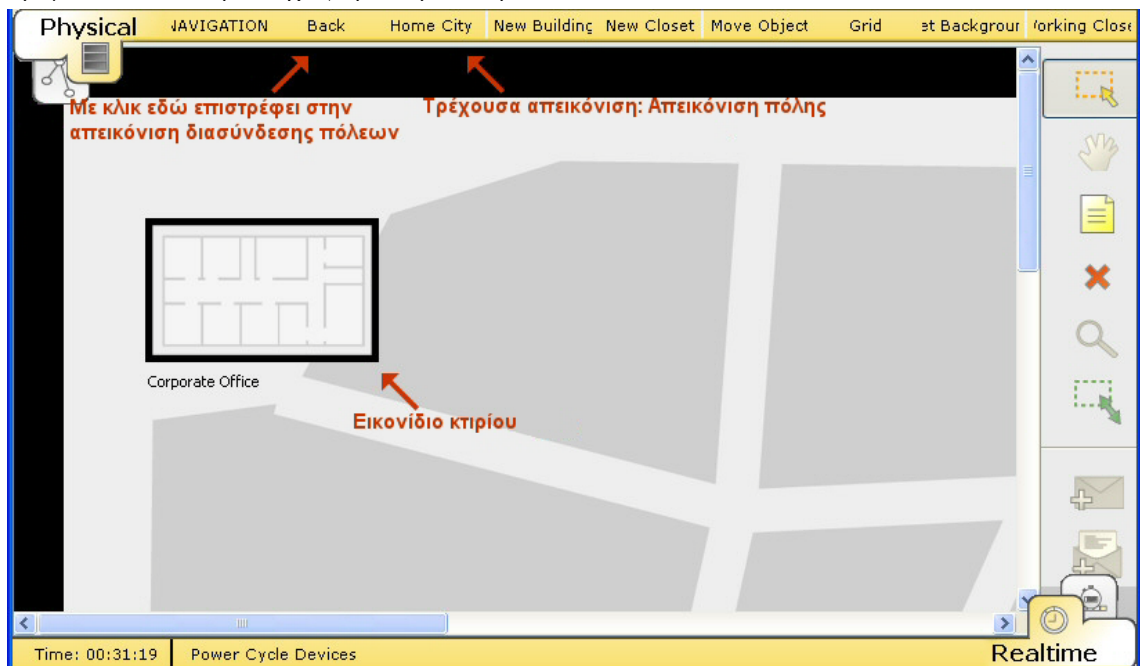 Physical NAVIGATION Back Home City New Building New Closet Move Object Grid et Backgrour orking Close
Με κλικ εδώ επιστρέφει στην
απεικόνιση διασύνδεσης πόλεων
Τρέχουσα απεικόνιση: Απεικόνιση πόλης
Corporate Office
Εικονίδιο κτιρίου
Time: 00:31:19 Power Cycle Devices Realtime